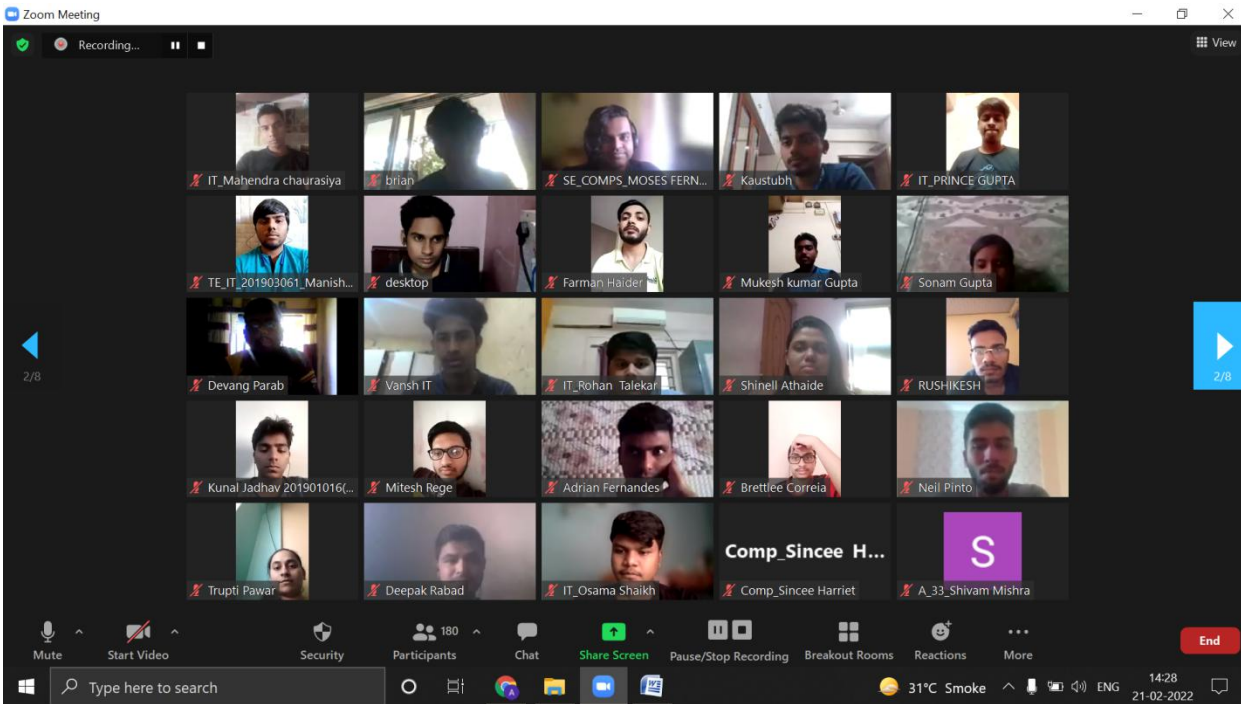 Zoom Meeting
Recording...
View
IT_Mahendra chaurasiya
brian
SE_COMPS_MOSES FERN...
Kaustubh
IT_PRINCE GUPTA
TE_IT_201903061_Manish...
desktop
Farman Haider
Mukesh kumar Gupta
Sonam Gupta
Devang Parab
Vansh IT
IT_Rohan Talekar
Shinell Athaide
RUSHIKESH
2/8
2/8
Kunal Jadhav 201901016(...
Mitesh Rege
Adrian Fernandes
Brettlee Correia
Neil Pinto
Comp_Sincee H...
S
Trupti Pawar
Deepak Rabad
IT_Osama Shaikh
Comp_Sincee Harriet
A_33_Shivam Mishra
180
Mute
Start Video
Security
Participants
Chat
Share Screen
Pause/Stop Recording
Breakout Rooms
Reactions
More
End
Type here to search
31°C Smoke
ENG
14:28
21-02-2022